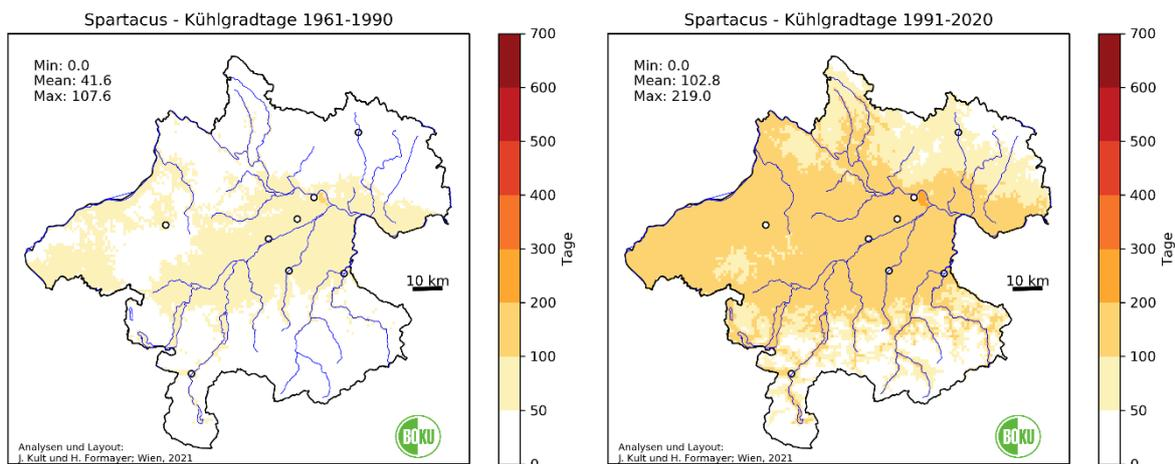 Spartacus - Kühlgradtage 1961-1990
Min: 0.0
Mean: 41.6
Max: 107.6
10 km
Analysen und Layout:
J. Kult und H. Formayer; Wien, 2021
BOKU
700
600
500
400
300
200
100
50
0
Tage
Spartacus - Kühlgradtage 1991-2020
Min: 0.0
Mean: 102.8
Max: 219.0
10 km
Analysen und Layout:
J. Kult und H. Formayer; Wien, 2021
BOKU
700
600
500
400
300
200
100
50
0
Tage